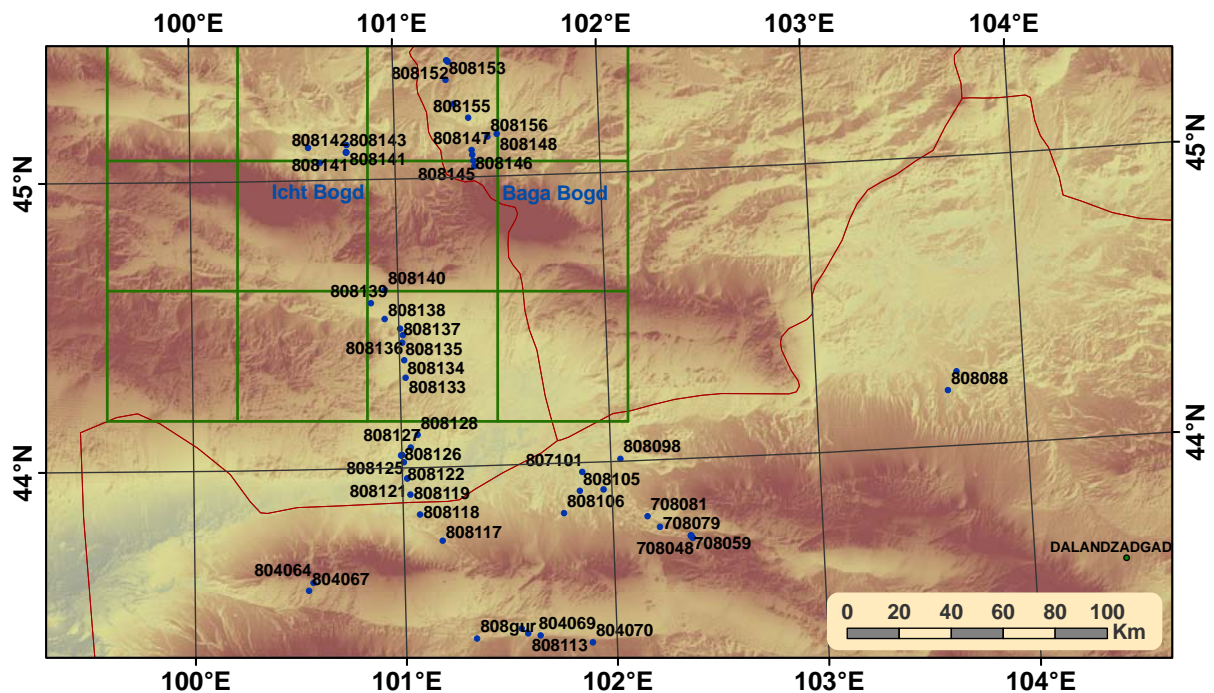 100°E 101°E 102°E 103°E 104°E
808152 808153
808155
808156
808142 808143 808147 808148
808141 808141 808146
808145
45°N 45°N
Icht Bogd Baga Bogd
808140
808139
808138
808137
808136 808135
808134
808133
808088
808128
808127
808126
808125
808098
44°N 44°N
807101
808122
808105
808121 808119
808106
708081
808118
708079
808117
708048 708059
DALANDZADGAD
804064 804067
808gur 804069 804070
808113
0 20 40 60 80 100
Km
100°E 101°E 102°E 103°E 104°E